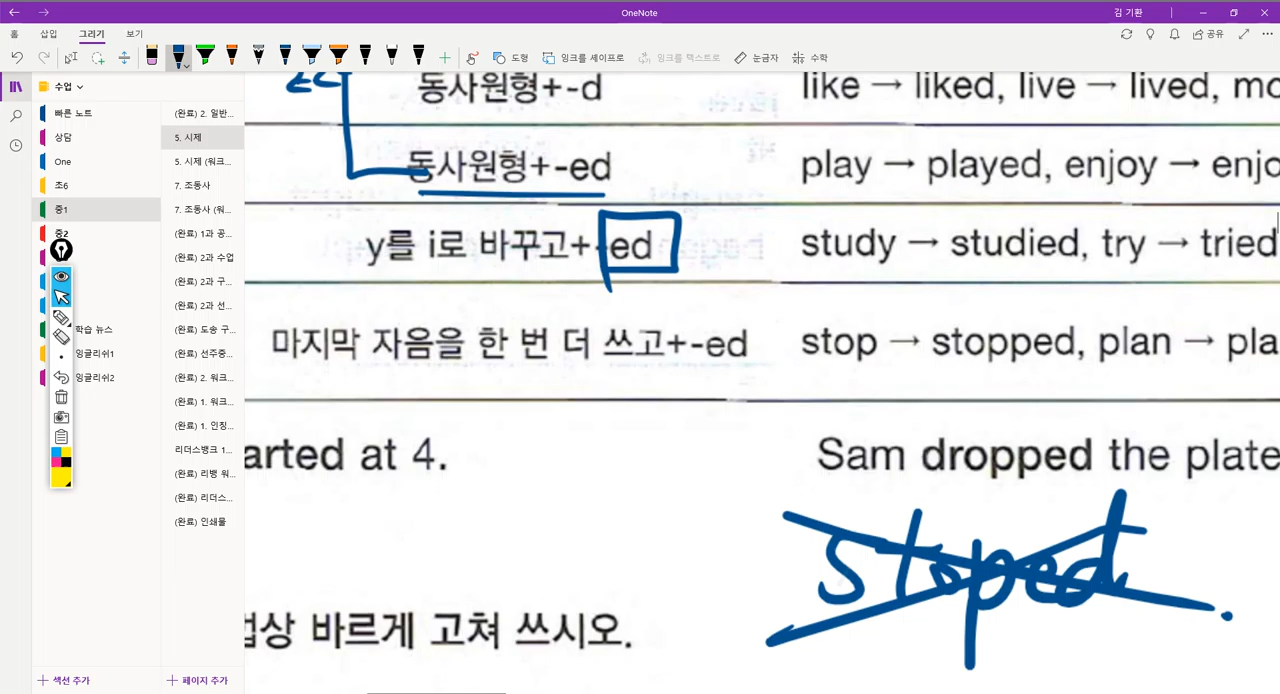 OneNote
김 기환
홈 삽입 그리기 보기
공유
도형 잉크를 셰이프로 잉크를 텍스트로 눈금자 수학
수업
빠른 노트
상담
One
초6
중1
중2
학습 뉴스
잉글리쉬1
잉글리쉬2
섹션 추가
(완료) 2. 일반...
5. 시제
5. 시제 (워크...
7. 조동사
7. 조동사 (워...
(완료) 1과 공...
(완료) 2과 수업
(완료) 2과 구...
(완료) 2과 선...
(완료) 도송 구...
(완료) 선주중...
(완료) 2. 워크...
(완료) 1. 워크...
(완료) 1. 인칭...
리더스뱅크 1...
(완료) 리뱅 워...
(완료) 리더스...
(완료) 인쇄물
페이지 추가
동사원형+-d like → liked, live → lived, mo
동사원형+-ed play → played, enjoy → enjo
y를 i로 바꾸고+-ed study → studied, try → tried
마지막 자음을 한 번 더 쓰고+-ed stop → stopped, plan → pla
arted at 4. Sam dropped the plate
stoped
법상 바르게 고쳐 쓰시오.